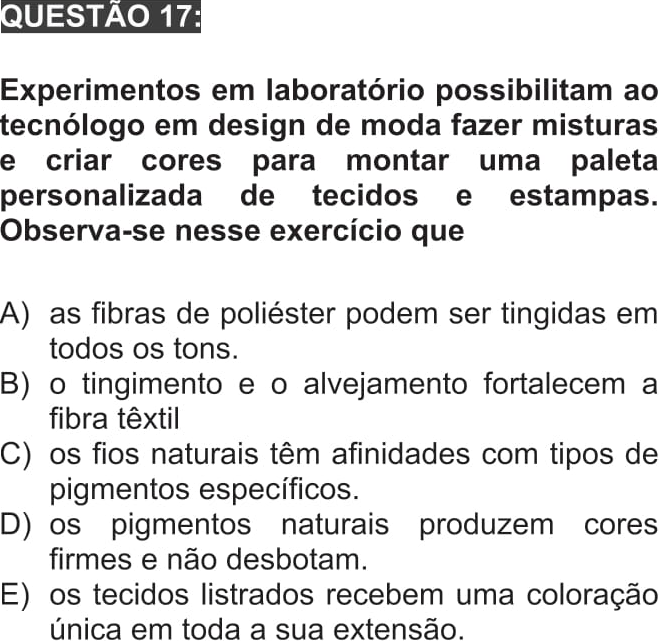 QUESTÃO 17:
Experimentos em laboratório possibilitam ao
tecnólogo em design de moda fazer misturas
e criar cores para montar uma paleta
personalizada de tecidos e estampas.
Observa-se nesse exercício que
A) as fibras de poliéster podem ser tingidas em
todos os tons.
B) o tingimento e o alvejamento fortalecem a
fibra têxtil
C) os fios naturais têm afinidades com tipos de
pigmentos específicos.
D) os pigmentos naturais produzem cores
firmes e não desbotam.
E) os tecidos listrados recebem uma coloração
única em toda a sua extensão.